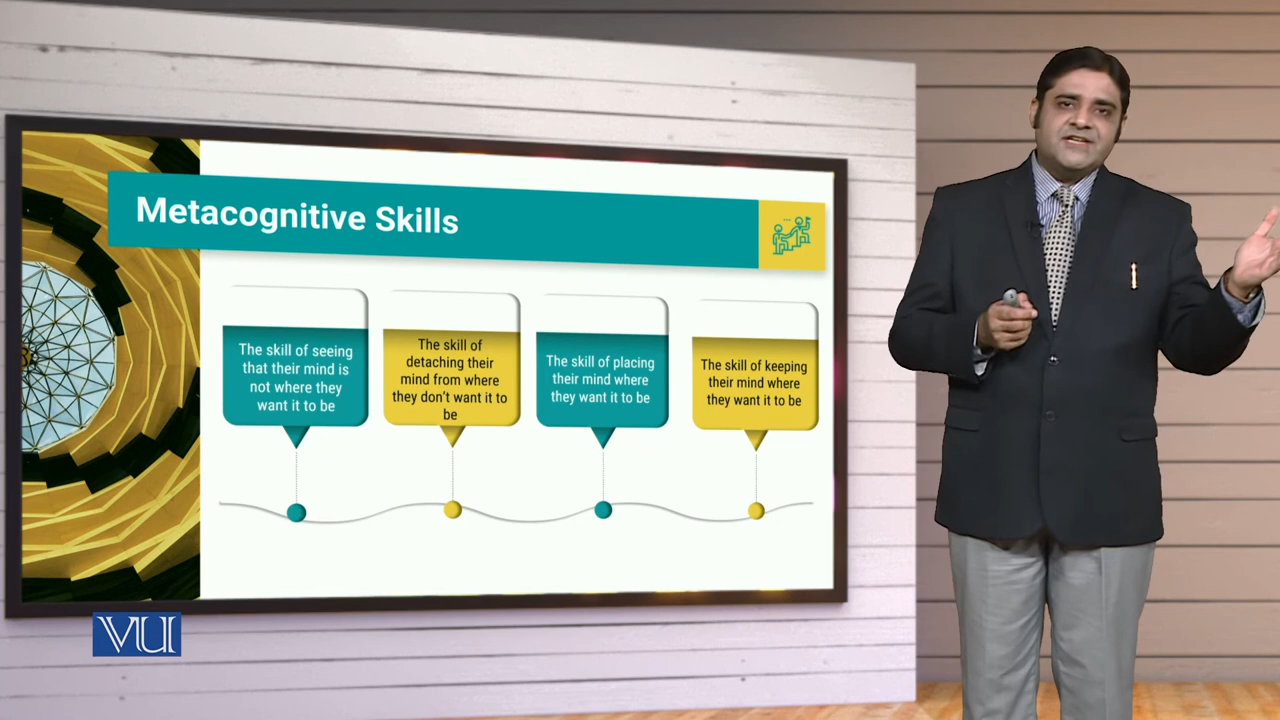 Metacognitive Skills
The skill of seeing
that their mind is
not where they
want it to be
The skill of
detaching their
mind from where
they don't want it to
be
The skill of placing
their mind where
they want it to be
The skill of keeping
their mind where
they want it to be
VU